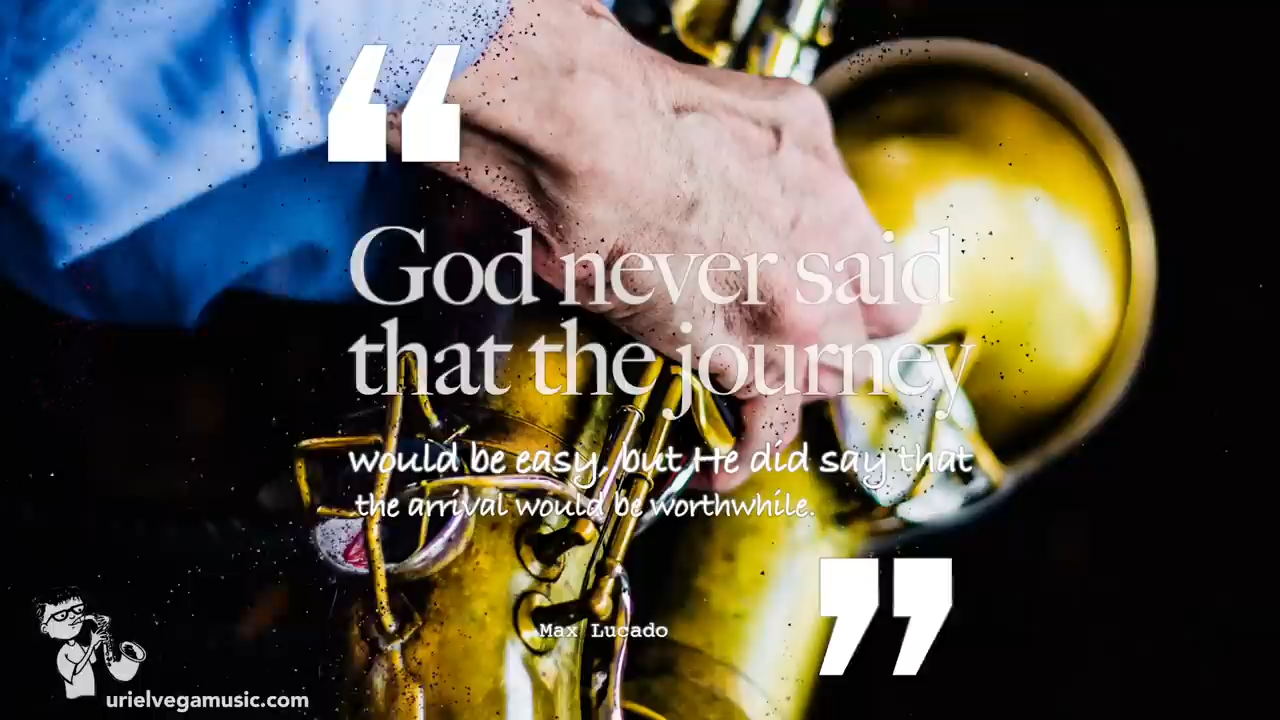 “
God never said
that the journey
would be easy, but He did say that
the arrival would be worthwhile.
”
Max Lucado
urielvegamusic.com